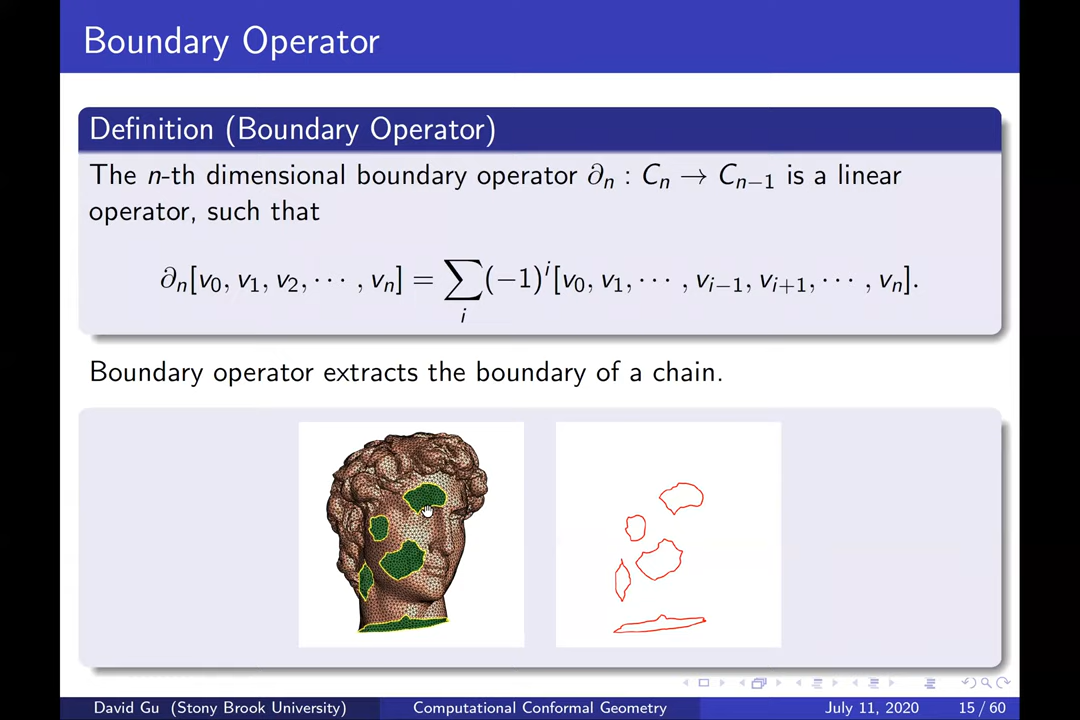 Boundary Operator
Definition (Boundary Operator)
The n-th dimensional boundary operator ∂ₙ : Cₙ → Cₙ₋₁ is a linear
operator, such that
∂ₙ[v₀, v₁, v₂, ⋯ , vₙ] = ∑ᵢ(−1)ⁱ[v₀, v₁, ⋯ , vᵢ₋₁, vᵢ₊₁, ⋯ , vₙ].
Boundary operator extracts the boundary of a chain.
David Gu (Stony Brook University) Computational Conformal Geometry July 11, 2020 15 / 60